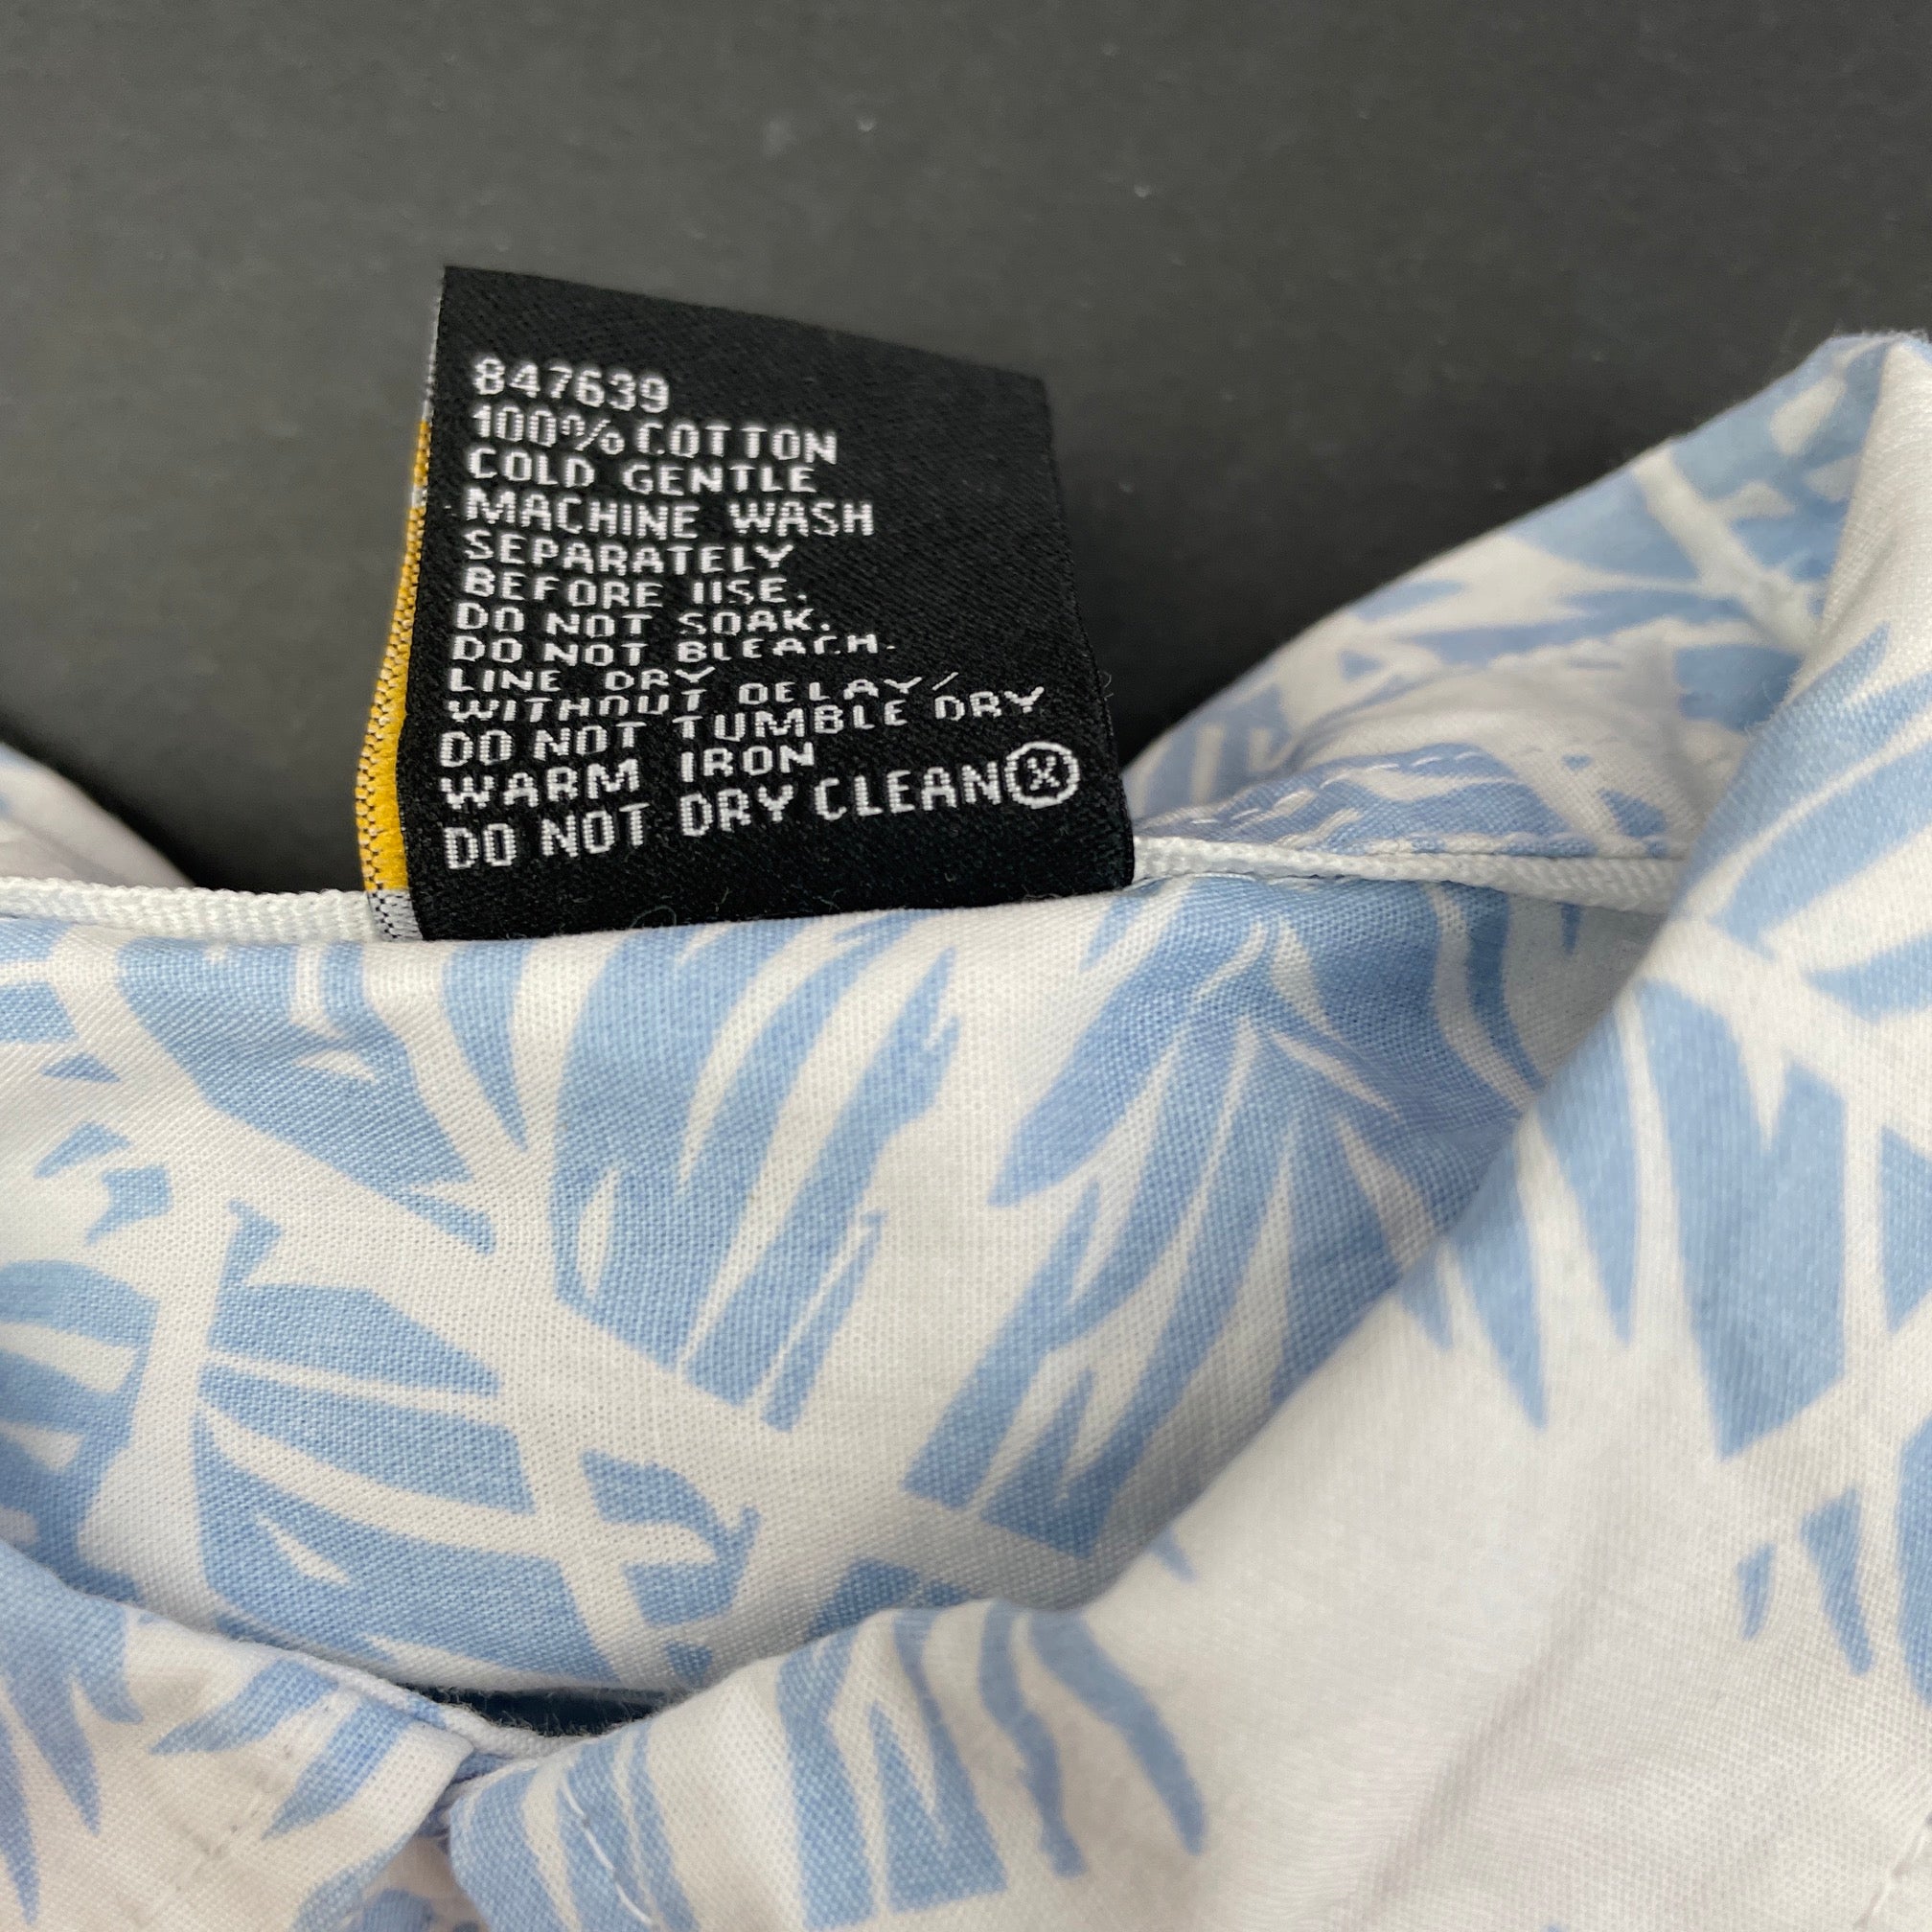 847639
100% COTTON
COLD GENTLE
MACHINE WASH
SEPARATELY
BEFORE USE.
DO NOT SOAK.
DO NOT BLEACH.
LINE DRY
WITHOUT DELAY/
DO NOT TUMBLE DRY
WARM IRON
DO NOT DRY CLEAN ⓧ